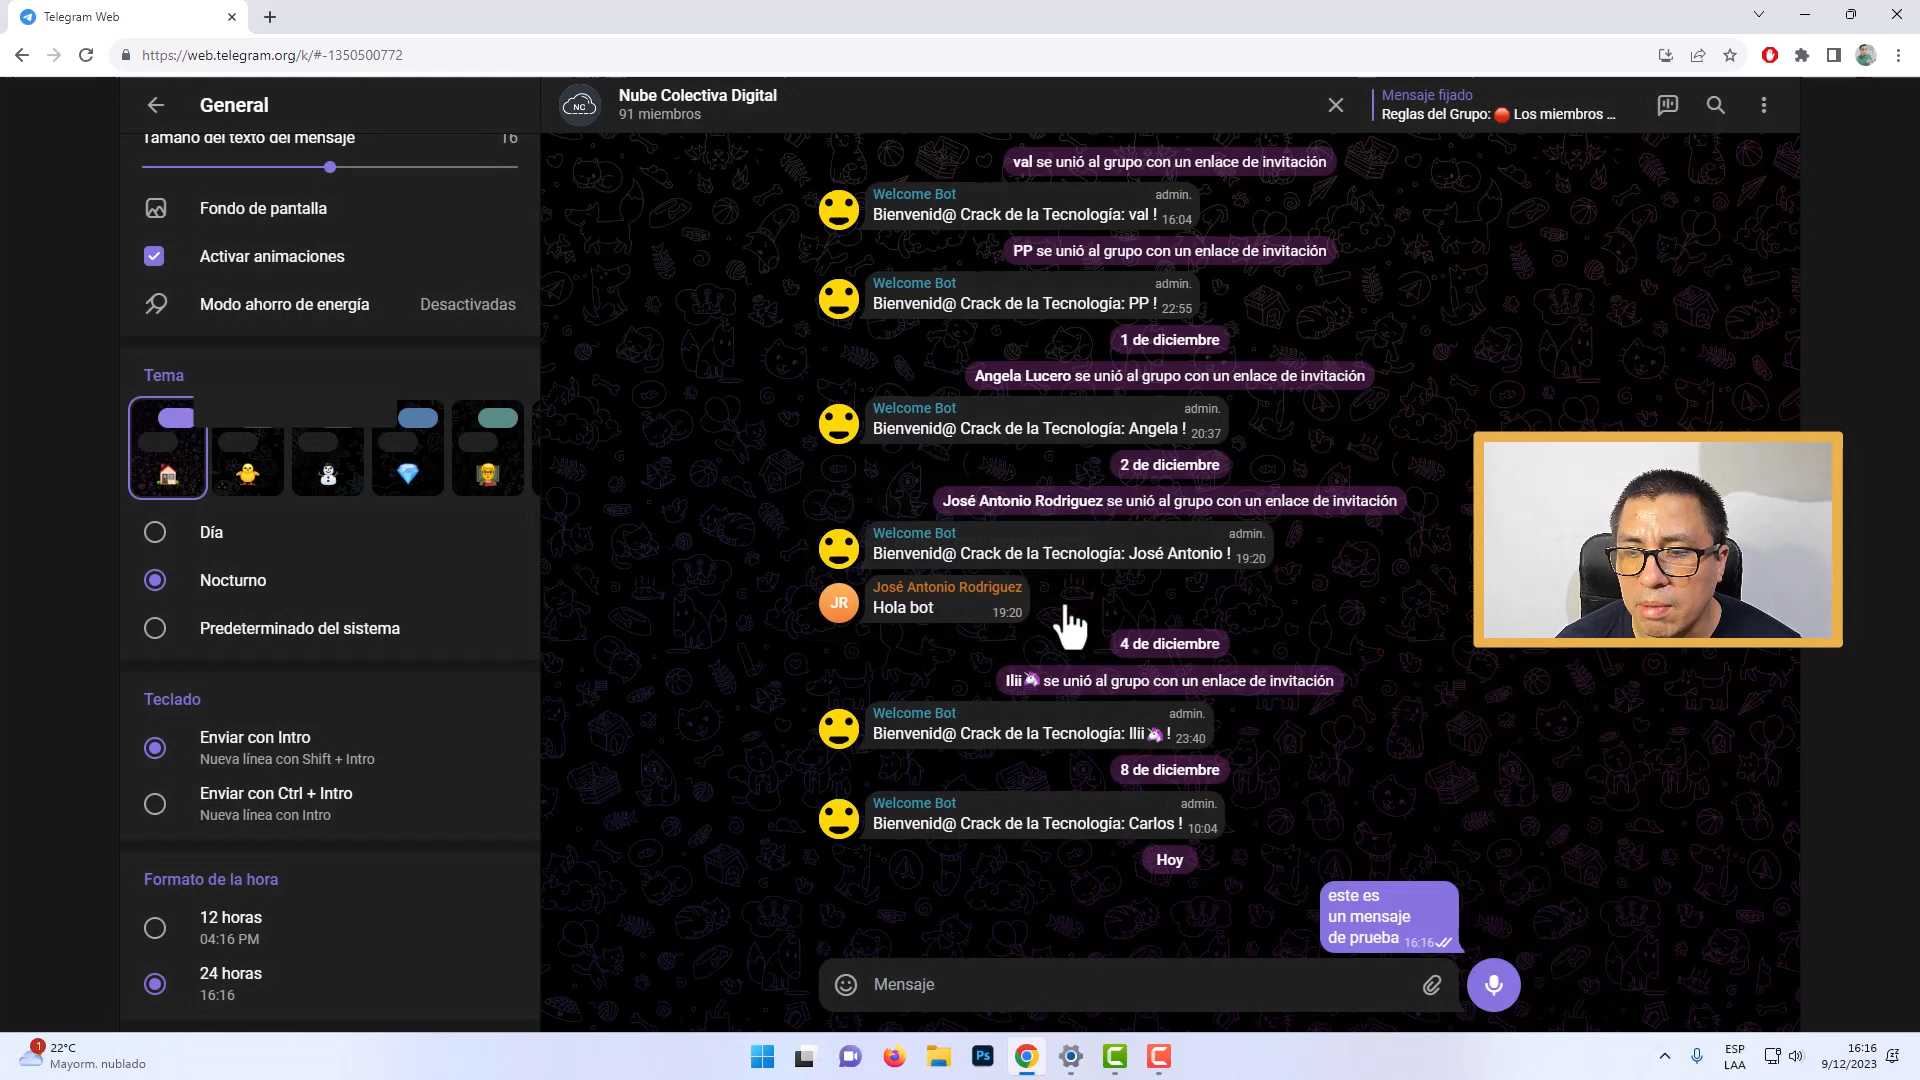 Telegram Web
https://web.telegram.org/k/#-1350500772
General
Tamaño del texto del mensaje
16
Fondo de pantalla
Activar animaciones
Modo ahorro de energía
Desactivadas
Tema
Día
Nocturno
Predeterminado del sistema
Teclado
Enviar con Intro
Nueva línea con Shift + Intro
Enviar con Ctrl + Intro
Nueva línea con Intro
Formato de la hora
12 horas
04:16 PM
24 horas
16:16
NC
Nube Colectiva Digital
91 miembros
Mensaje fijado
Reglas del Grupo: 🔴 Los miembros ...
val se unió al grupo con un enlace de invitación
Welcome Bot admin.
Bienvenid@ Crack de la Tecnología: val ! 16:04
PP se unió al grupo con un enlace de invitación
Welcome Bot admin.
Bienvenid@ Crack de la Tecnología: PP ! 22:55
1 de diciembre
Angela Lucero se unió al grupo con un enlace de invitación
Welcome Bot admin.
Bienvenid@ Crack de la Tecnología: Angela ! 20:37
2 de diciembre
José Antonio Rodriguez se unió al grupo con un enlace de invitación
Welcome Bot admin.
Bienvenid@ Crack de la Tecnología: José Antonio ! 19:20
JR
José Antonio Rodriguez
Hola bot 19:20
4 de diciembre
Ilii🦄 se unió al grupo con un enlace de invitación
Welcome Bot admin.
Bienvenid@ Crack de la Tecnología: Ilii🦄 ! 23:40
8 de diciembre
Welcome Bot admin.
Bienvenid@ Crack de la Tecnología: Carlos ! 10:04
Hoy
este es
un mensaje
de prueba 16:16
Mensaje
1
22°C
Mayorm. nublado
Ps
ESP
LAA
16:16
9/12/2023